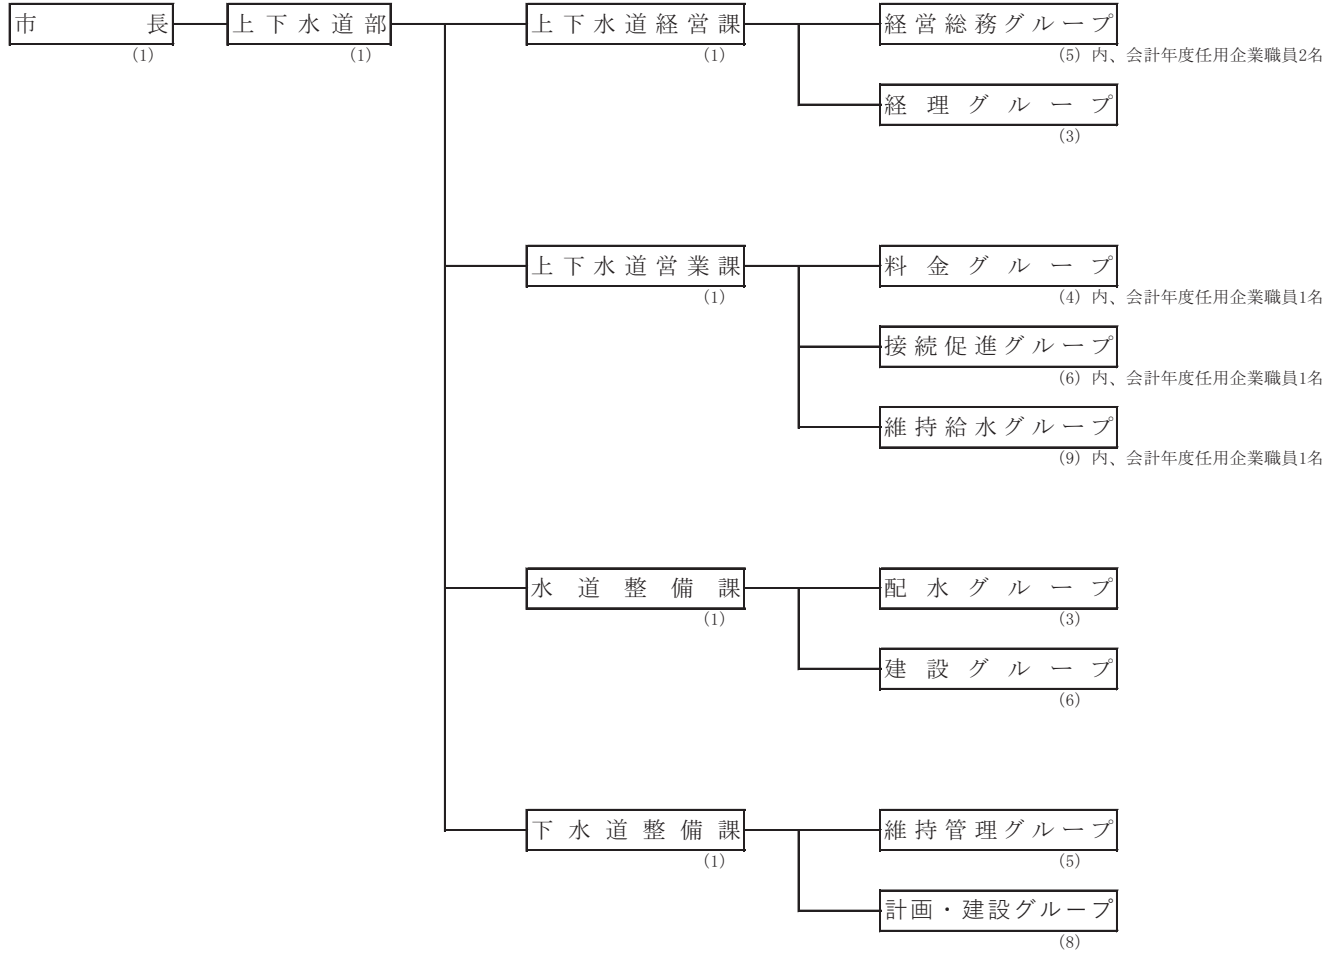 市長 上下水道部 上下水道経営課 経営総務グループ
(1) (1) (1) (5) 内、会計年度任用企業職員2名
経理グループ
(3)
上下水道営業課 料金グループ
(1) (4) 内、会計年度任用企業職員1名
接続促進グループ
(6) 内、会計年度任用企業職員1名
維持給水グループ
(9) 内、会計年度任用企業職員1名
水道整備課 配水グループ
(1) (3)
建設グループ
(6)
下水道整備課 維持管理グループ
(1) (5)
計画・建設グループ
(8)